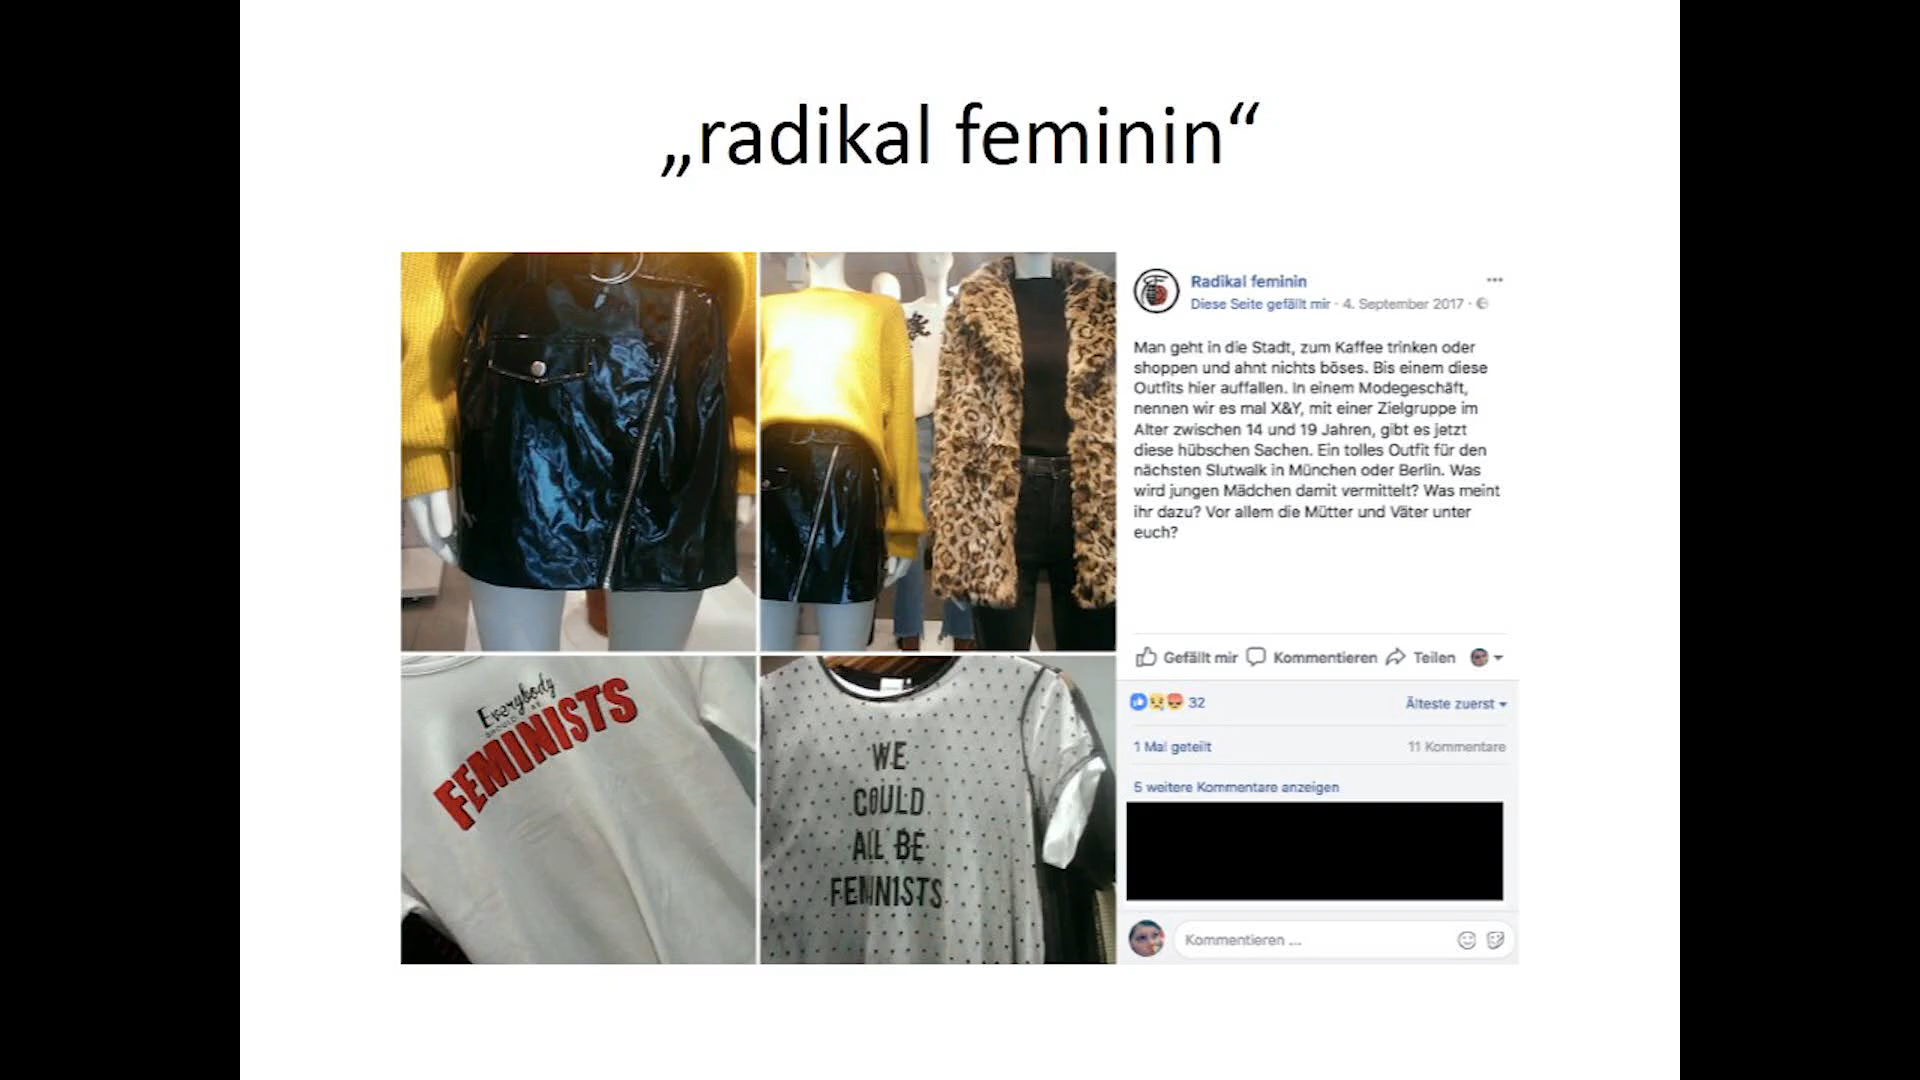 „radikal feminin“
Everybody
SHOULD BE
FEMINISTS
WE
COULD
ALL BE
FEMINISTS
Radikal feminin
Diese Seite gefällt mir · 4. September 2017 ·
Man geht in die Stadt, zum Kaffee trinken oder
shoppen und ahnt nichts böses. Bis einem diese
Outfits hier auffallen. In einem Modegeschäft,
nennen wir es mal X&Y, mit einer Zielgruppe im
Alter zwischen 14 und 19 Jahren, gibt es jetzt
diese hübschen Sachen. Ein tolles Outfit für den
nächsten Slutwalk in München oder Berlin. Was
wird jungen Mädchen damit vermittelt? Was meint
ihr dazu? Vor allem die Mütter und Väter unter
euch?
Gefällt mir Kommentieren Teilen
32 Älteste zuerst
1 Mal geteilt 11 Kommentare
5 weitere Kommentare anzeigen
Kommentieren ...